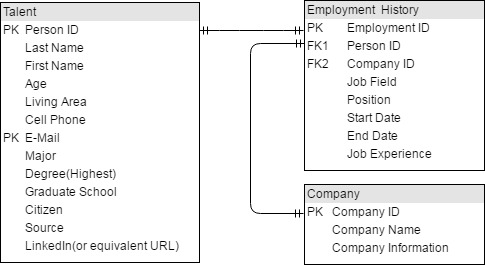 Talent
PK Person ID
Last Name
First Name
Age
Living Area
Cell Phone
PK E-Mail
Major
Degree(Highest)
Graduate School
Citizen
Source
LinkedIn(or equivalent URL)
Employment History
PK Employment ID
FK1 Person ID
FK2 Company ID
Job Field
Position
Start Date
End Date
Job Experience
Company
PK Company ID
Company Name
Company Information